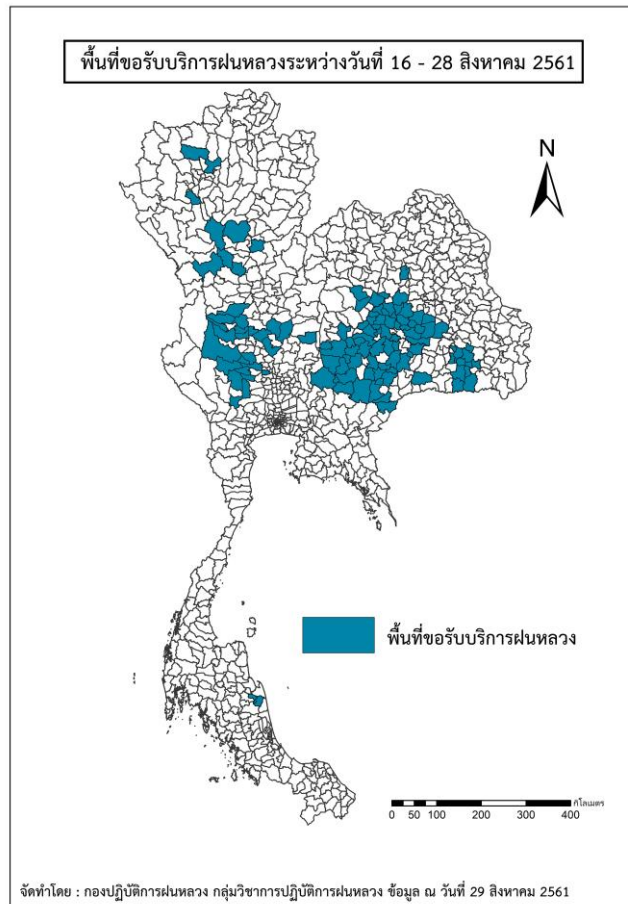 พื้นที่ขอรับบริการฝนหลวงระหว่างวันที่ 16 - 28 สิงหาคม 2561
N
พื้นที่ขอรับบริการฝนหลวง
กิโลเมตร
0 50 100 200 300 400
จัดทำโดย : กองปฏิบัติการฝนหลวง กลุ่มวิชาการปฏิบัติการฝนหลวง ข้อมูล ณ วันที่ 29 สิงหาคม 2561